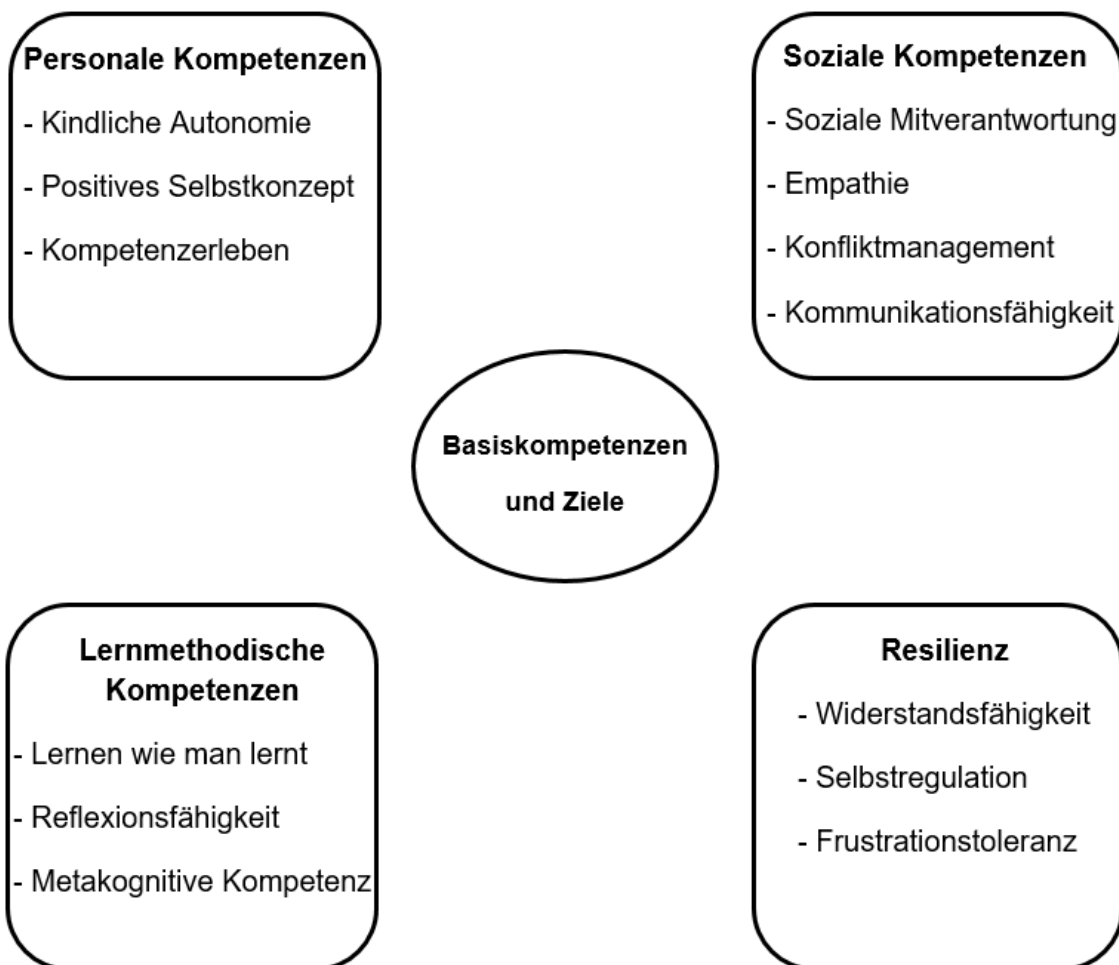 Personale Kompetenzen
- Kindliche Autonomie
- Positives Selbstkonzept
- Kompetenzerleben
Soziale Kompetenzen
- Soziale Mitverantwortung
- Empathie
- Konfliktmanagement
- Kommunikationsfähigkeit
Basiskompetenzen
und Ziele
Lernmethodische
Kompetenzen
- Lernen wie man lernt
- Reflexionsfähigkeit
- Metakognitive Kompetenz
Resilienz
- Widerstandsfähigkeit
- Selbstregulation
- Frustrationstoleranz